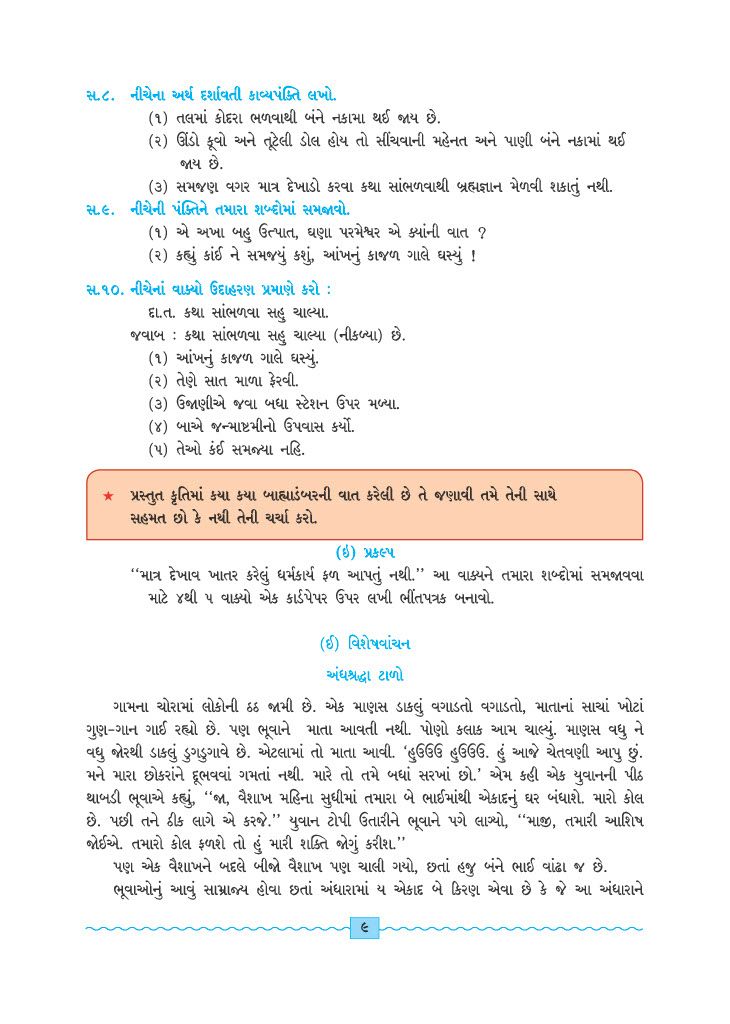 સ.૮. નીચેના અર્થ દર્શાવતી કાવ્યપંક્તિ લખો.
(૧) તલમાં કોદરા ભળવાથી બંને નકામા થઈ જાય છે.
(૨) ઊંડો કૂવો અને તૂટેલી ડોલ હોય તો સીંચવાની મહેનત અને પાણી બંને નકામાં થઈ
જાય છે.
(૩) સમજણ વગર માત્ર દેખાડો કરવા કથા સાંભળવાથી બ્રહ્મજ્ઞાન મેળવી શકાતું નથી.
સ.૯. નીચેની પંક્તિને તમારા શબ્દોમાં સમજાવો.
(૧) એ અખા બહુ ઉત્પાત, ઘણા પરમેશ્વર એ ક્યાંની વાત ?
(૨) કહ્યું કાંઈ ને સમજયું કશું, આંખનું કાજળ ગાલે ઘસ્યું !
સ.૧૦. નીચેનાં વાક્યો ઉદાહરણ પ્રમાણે કરો :
દા.ત. કથા સાંભળવા સહુ ચાલ્યા.
જવાબ : કથા સાંભળવા સહુ ચાલ્યા (નીકળ્યા) છે.
(૧) આંખનું કાજળ ગાલે ઘસ્યું.
(૨) તેણે સાત માળા ફેરવી.
(૩) ઉજાણીએ જવા બધા સ્ટેશન ઉપર મળ્યા.
(૪) બાએ જન્માષ્ટમીનો ઉપવાસ કર્યો.
(૫) તેઓ કંઈ સમજ્યા નહિ.
★ પ્રસ્તુત કૃતિમાં કયા કયા બાહ્યાડંબરની વાત કરેલી છે તે જણાવી તમે તેની સાથે
સહમત છો કે નથી તેની ચર્ચા કરો.
(ઇ) પ્રકલ્પ
‘‘માત્ર દેખાવ ખાતર કરેલું ધર્મકાર્ય ફળ આપતું નથી.’’ આ વાક્યને તમારા શબ્દોમાં સમજાવવા
માટે ૪થી ૫ વાક્યો એક કાર્ડપેપર ઉપર લખી ભીંતપત્રક બનાવો.
(ઈ) વિશેષવાંચન
અંધશ્રદ્ધા ટાળો
ગામના ચોરામાં લોકોની ઠઠ જામી છે. એક માણસ ડાકલું વગાડતો વગાડતો, માતાનાં સાચાં ખોટાં
ગુણ-ગાન ગાઈ રહ્યો છે. પણ ભૂવાને માતા આવતી નથી. પોણો કલાક આમ ચાલ્યું. માણસ વધુ ને
વધુ જોરથી ડાકલું ડુગડુગાવે છે. એટલામાં તો માતા આવી. ‘હુઉઉઉ હુઉઉઉ. હું આજે ચેતવણી આપુ છું.
મને મારા છોકરાંને દૂભવવાં ગમતાં નથી. મારે તો તમે બધાં સરખાં છો.’ એમ કહી એક યુવાનની પીઠ
થાબડી ભૂવાએ કહ્યું, ‘‘જા, વૈશાખ મહિના સુધીમાં તમારા બે ભાઈમાંથી એકાદનું ઘર બંધાશે. મારો કોલ
છે. પછી તને ઠીક લાગે એ કરજે.’’ યુવાન ટોપી ઉતારીને ભૂવાને પગે લાગ્યો, ‘‘માજી, તમારી આશિષ
જોઈએ. તમારો કોલ ફળશે તો હું મારી શક્તિ જોગું કરીશ.’’
પણ એક વૈશાખને બદલે બીજો વૈશાખ પણ ચાલી ગયો, છતાં હજુ બંને ભાઈ વાંઢા જ છે.
ભૂવાઓનું આવું સામ્રાજ્ય હોવા છતાં અંધારામાં ય એકાદ બે કિરણ એવા છે કે જે આ અંધારાને
૯